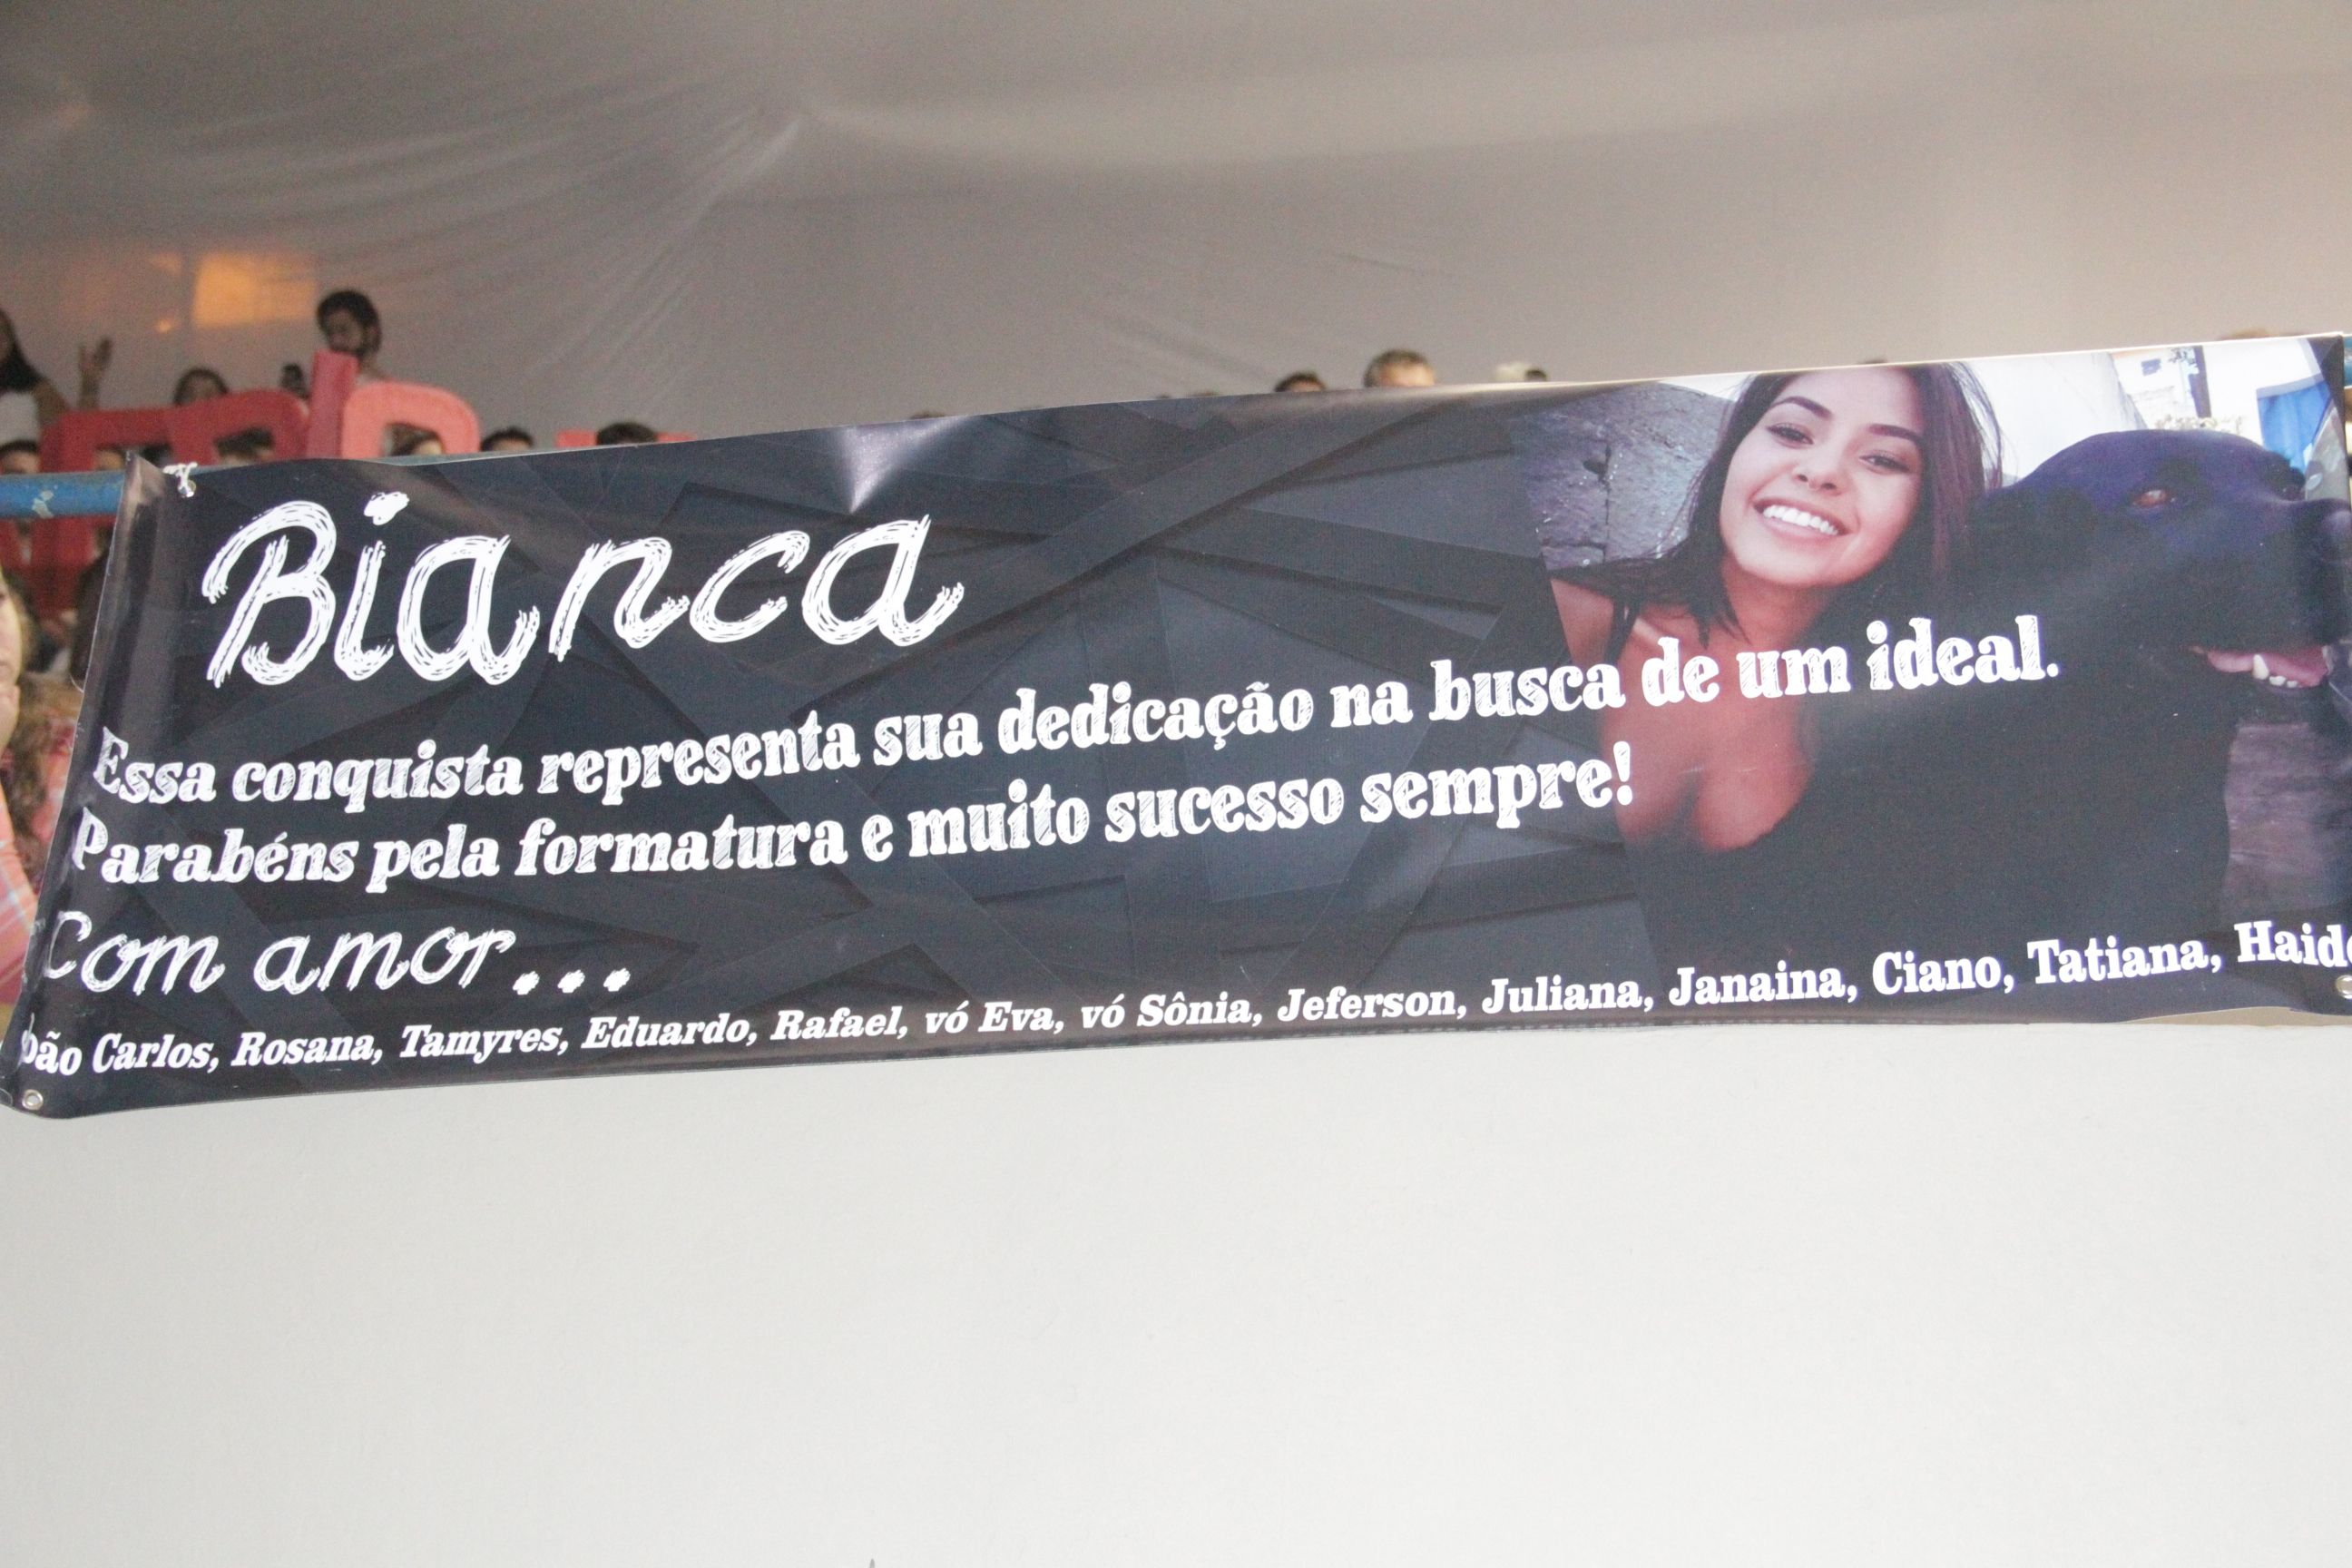 Bianca
Essa conquista representa sua dedicação na busca de um ideal.
Parabéns pela formatura e muito sucesso sempre!
Com amor...
João Carlos, Rosana, Tamyres, Eduardo, Rafael, vó Eva, vó Sônia, Jeferson, Juliana, Janaina, Ciano, Tatiana,